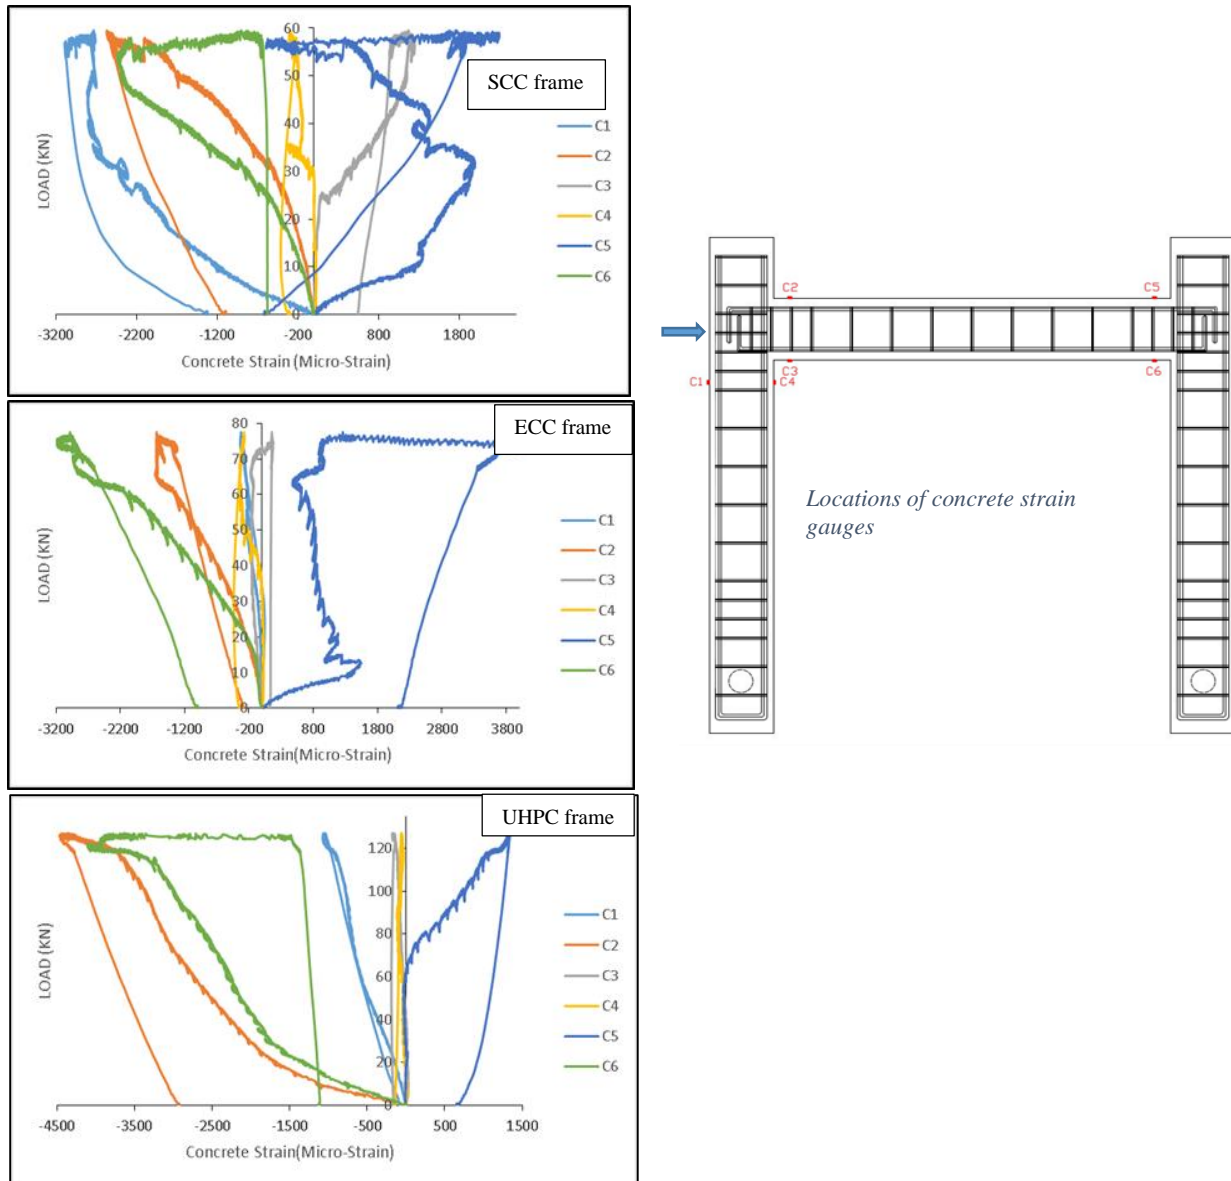 SCC frame
LOAD (KN)
60
50
40
30
20
10
0
-3200 -2200 -1200 -200 800 1800
Concrete Strain (Micro-Strain)
C1
C2
C3
C4
C5
C6
ECC frame
LOAD (KN)
80
70
60
50
40
30
20
10
0
-3200 -2200 -1200 -200 800 1800 2800 3800
Concrete Strain(Micro-Strain)
C1
C2
C3
C4
C5
C6
UHPC frame
LOAD (KN)
120
100
80
60
40
20
0
-4500 -3500 -2500 -1500 -500 500 1500
Concrete Strain(Micro-Strain)
C1
C2
C3
C4
C5
C6
C2 C5
C3 C6
C1 C4
Locations of concrete strain
gauges